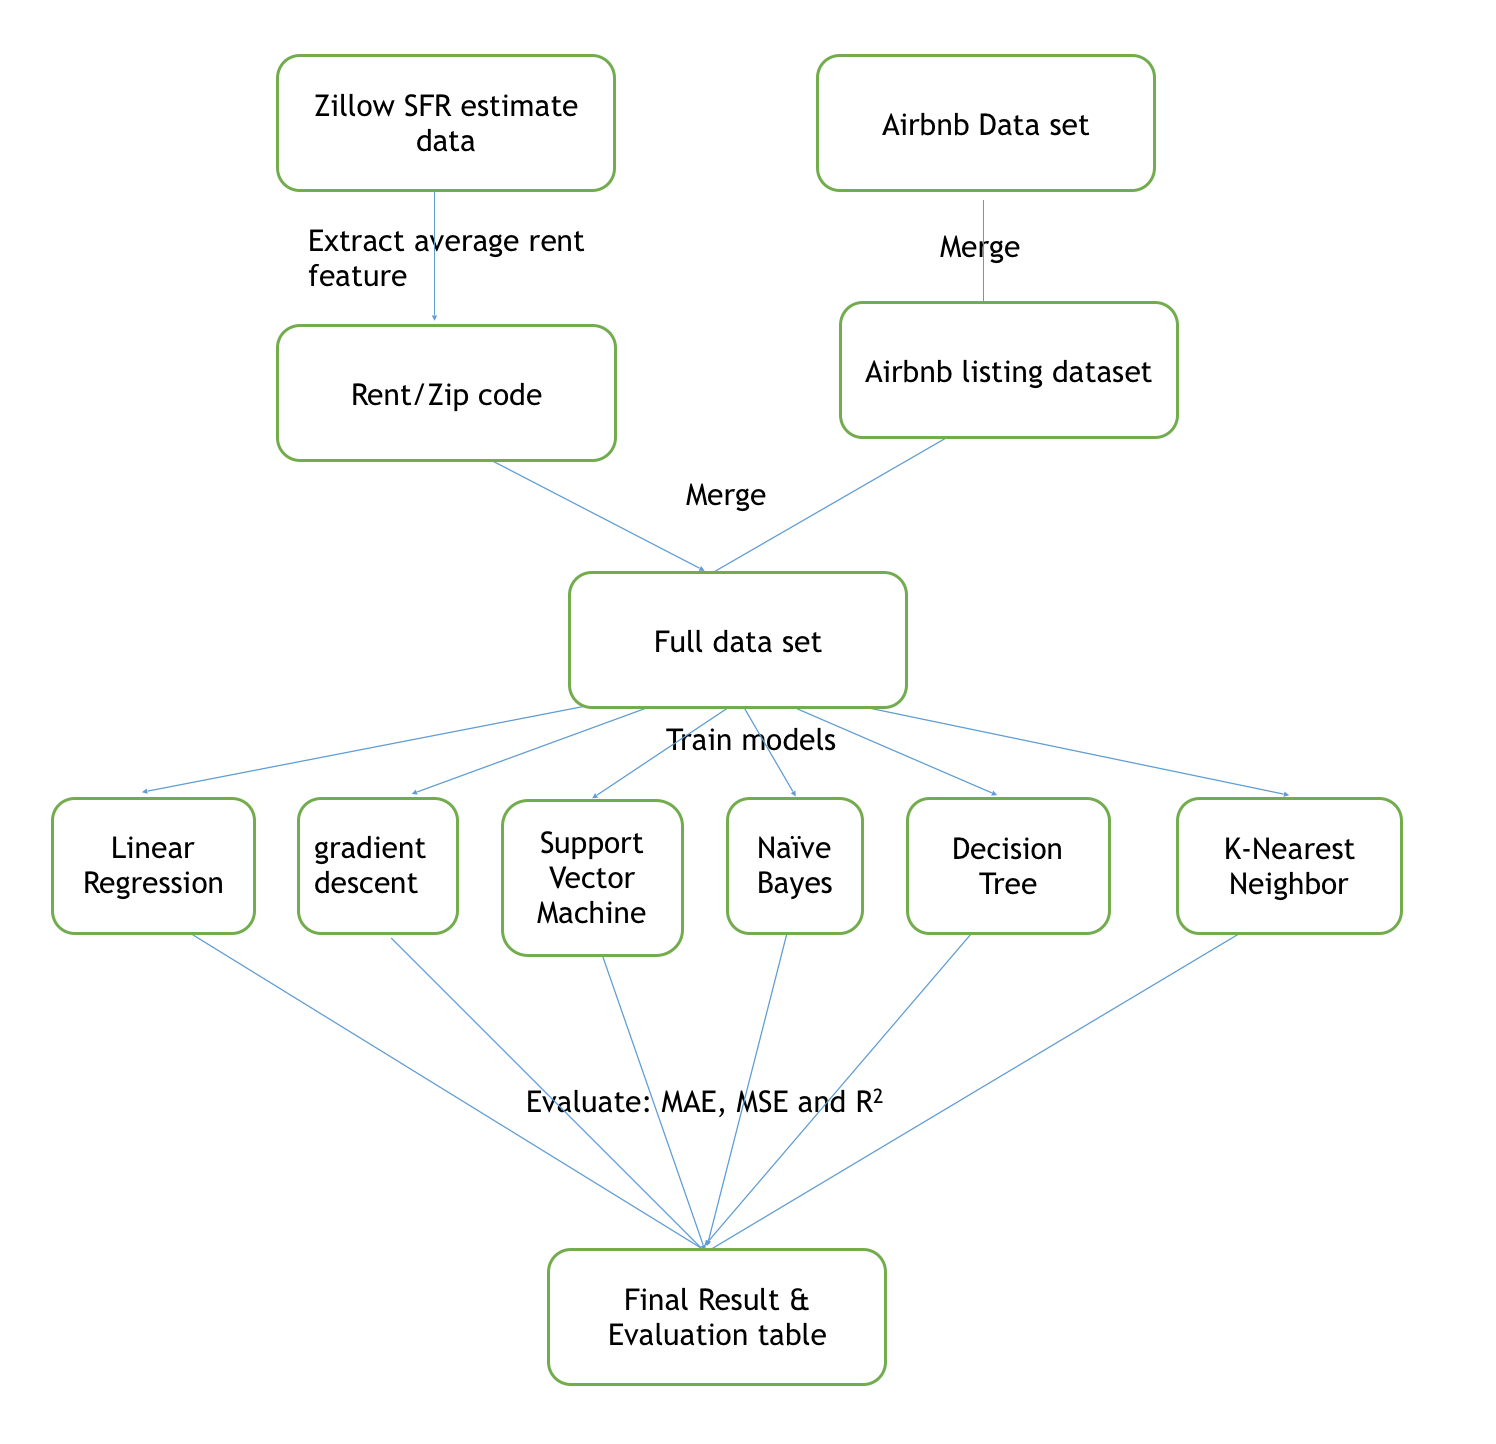 Zillow SFR estimate
data
Airbnb Data set
Extract average rent
feature
Merge
Rent/Zip code
Airbnb listing dataset
Merge
Full data set
Train models
Linear
Regression
gradient
descent
Support
Vector
Machine
Naïve
Bayes
Decision
Tree
K-Nearest
Neighbor
Evaluate: MAE, MSE and R²
Final Result &
Evaluation table